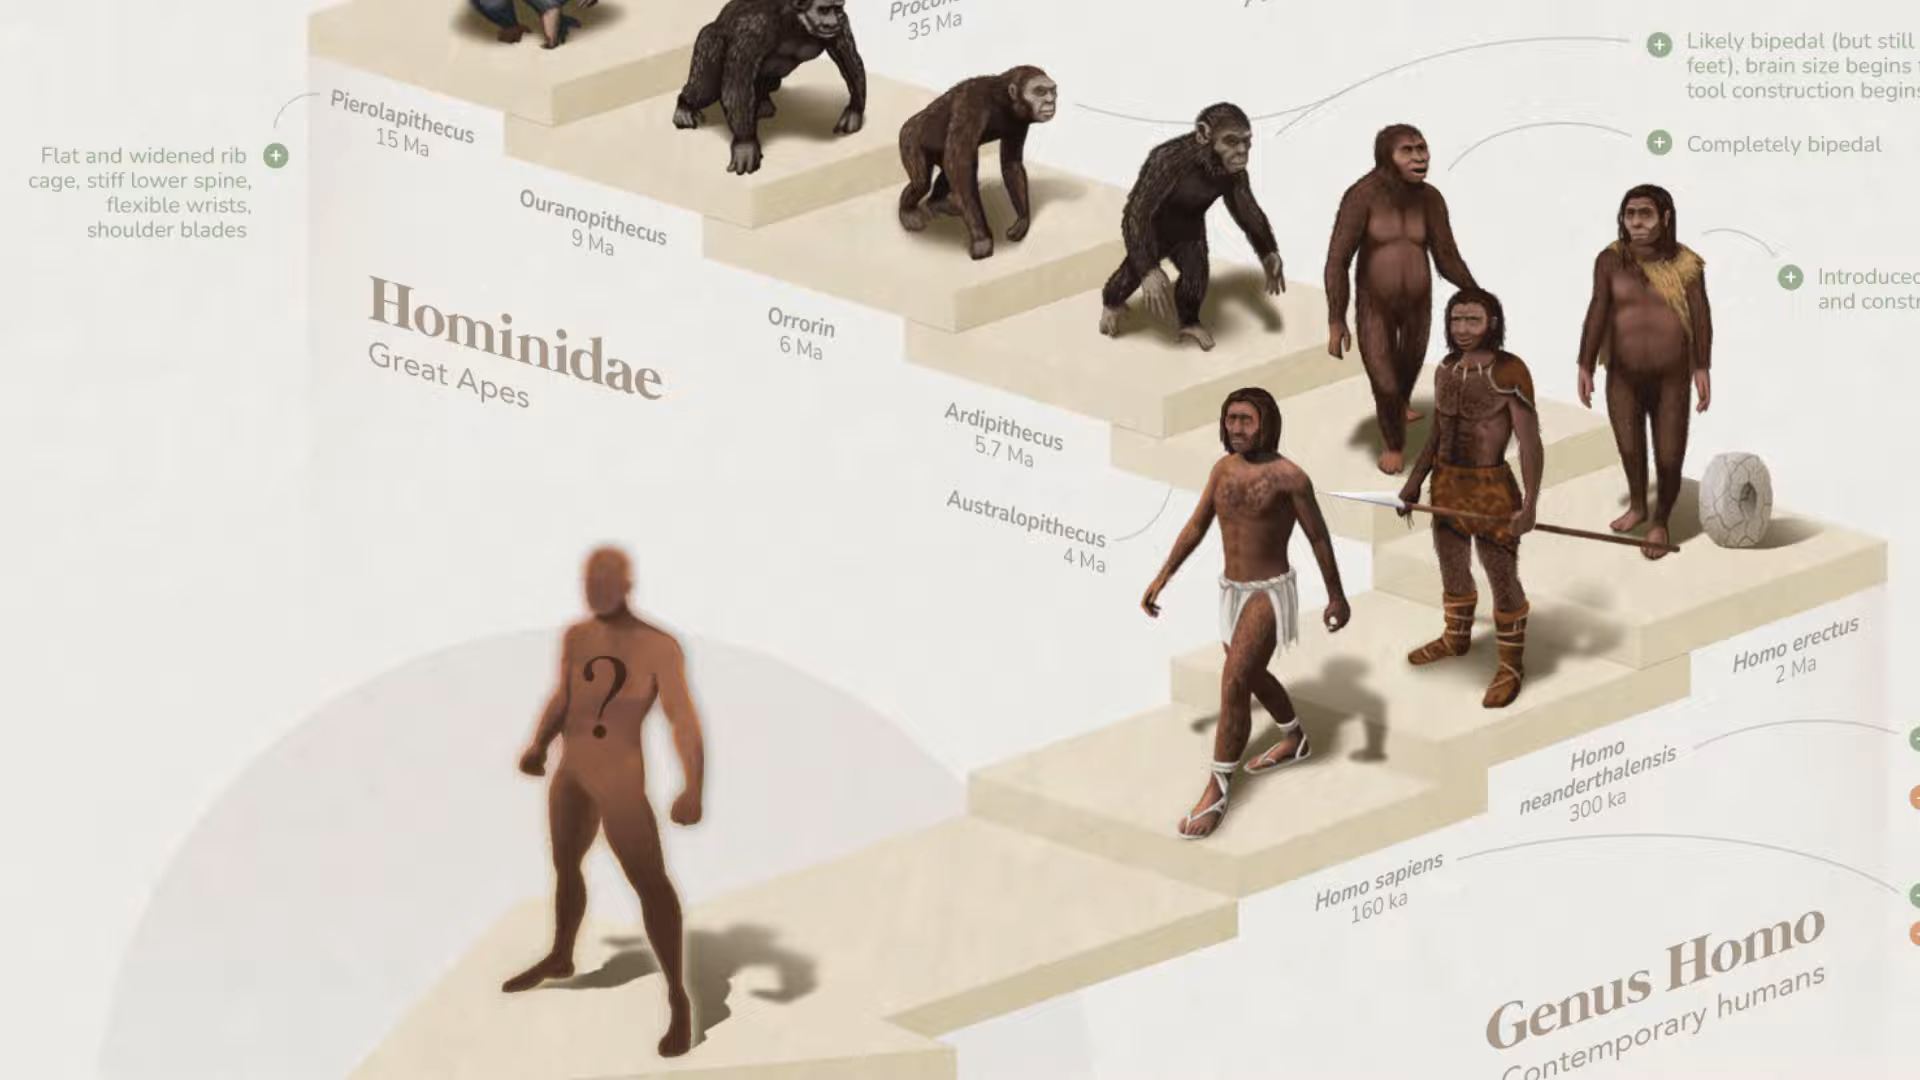 35 Ma
Likely bipedal (but still
feet), brain size begins
tool construction begins
Completely bipedal
Pierolapithecus
15 Ma
Flat and widened rib
cage, stiff lower spine,
flexible wrists,
shoulder blades
Ouranopithecus
9 Ma
Introduced
and
Hominidae
Great Apes
Orrorin
6 Ma
Ardipithecus
5.7 Ma
Australopithecus
4 Ma
?
Homo erectus
2 Ma
Homo
neanderthalensis
300 ka
Homo sapiens
160 ka
Genus Homo
Contemporary humans